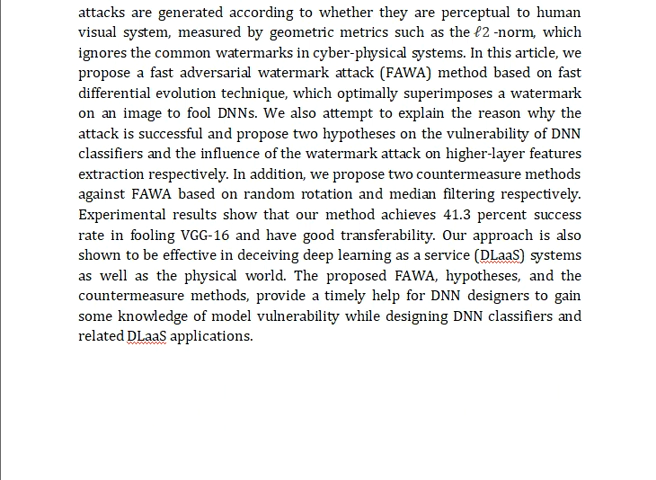 attacks are generated according to whether they are perceptual to human
visual system, measured by geometric metrics such as the ℓ2 -norm, which
ignores the common watermarks in cyber-physical systems. In this article, we
propose a fast adversarial watermark attack (FAWA) method based on fast
differential evolution technique, which optimally superimposes a watermark
on an image to fool DNNs. We also attempt to explain the reason why the
attack is successful and propose two hypotheses on the vulnerability of DNN
classifiers and the influence of the watermark attack on higher-layer features
extraction respectively. In addition, we propose two countermeasure methods
against FAWA based on random rotation and median filtering respectively.
Experimental results show that our method achieves 41.3 percent success
rate in fooling VGG-16 and have good transferability. Our approach is also
shown to be effective in deceiving deep learning as a service (DLaaS) systems
as well as the physical world. The proposed FAWA, hypotheses, and the
countermeasure methods, provide a timely help for DNN designers to gain
some knowledge of model vulnerability while designing DNN classifiers and
related DLaaS applications.